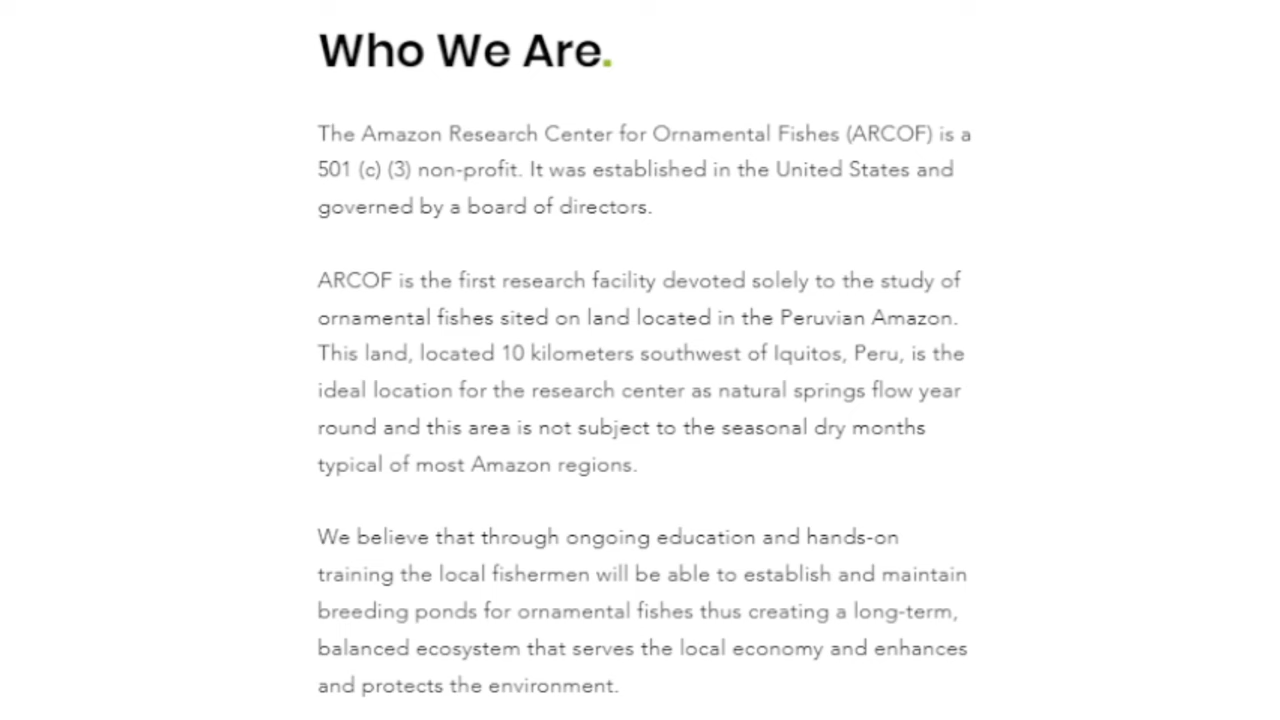 Who We Are.
The Amazon Research Center for Ornamental Fishes (ARCOF) is a
501 (c) (3) non-profit. It was established in the United States and
governed by a board of directors.
ARCOF is the first research facility devoted solely to the study of
ornamental fishes sited on land located in the Peruvian Amazon.
This land, located 10 kilometers southwest of Iquitos, Peru, is the
ideal location for the research center as natural springs flow year
round and this area is not subject to the seasonal dry months
typical of most Amazon regions.
We believe that through ongoing education and hands-on
training the local fishermen will be able to establish and maintain
breeding ponds for ornamental fishes thus creating a long-term,
balanced ecosystem that serves the local economy and enhances
and protects the environment.